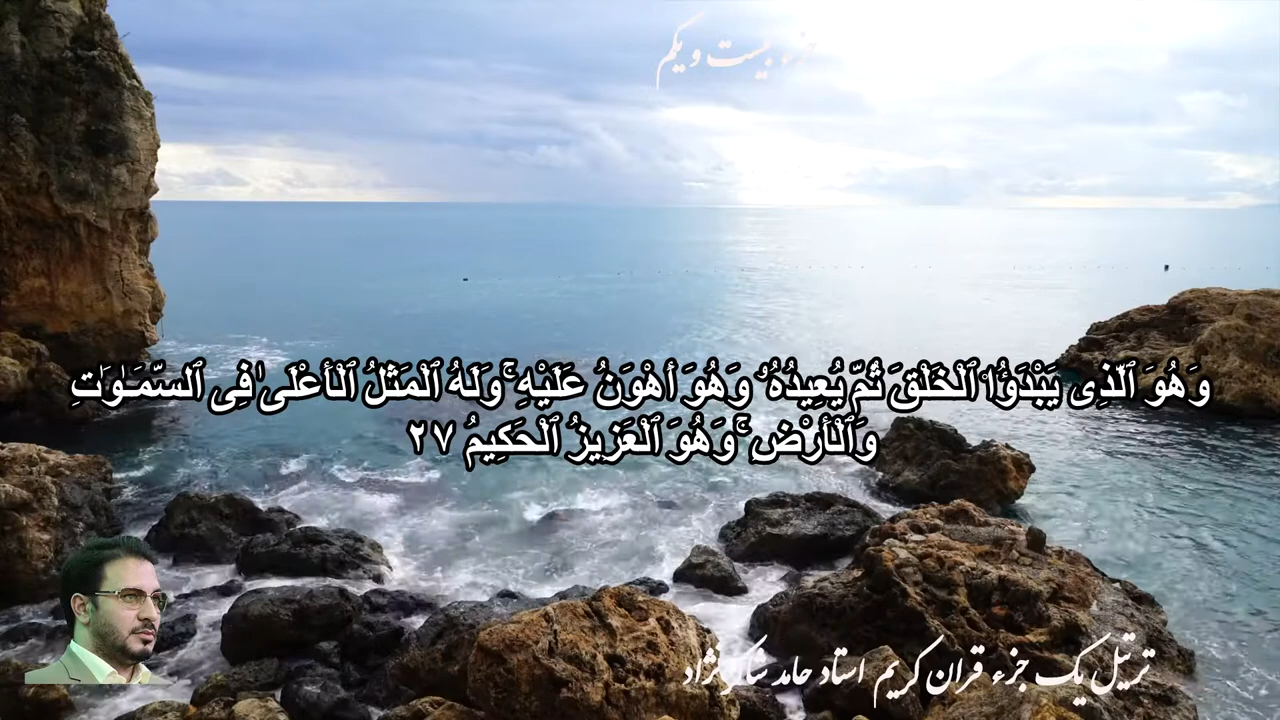 جزء بیست و یکم
وَهُوَ ٱلَّذِى يَبْدَؤُا۟ ٱلْخَلْقَ ثُمَّ يُعِيدُهُۥ وَهُوَ أَهْوَنُ عَلَيْهِ ۚ وَلَهُ ٱلْمَثَلُ ٱلْأَعْلَىٰ فِى ٱلسَّمَـٰوَٰتِ
وَٱلْأَرْضِ ۚ وَهُوَ ٱلْعَزِيزُ ٱلْحَكِيمُ ٢٧
ترتیل یک جزء قران کریم استاد حامد شاکرنژاد